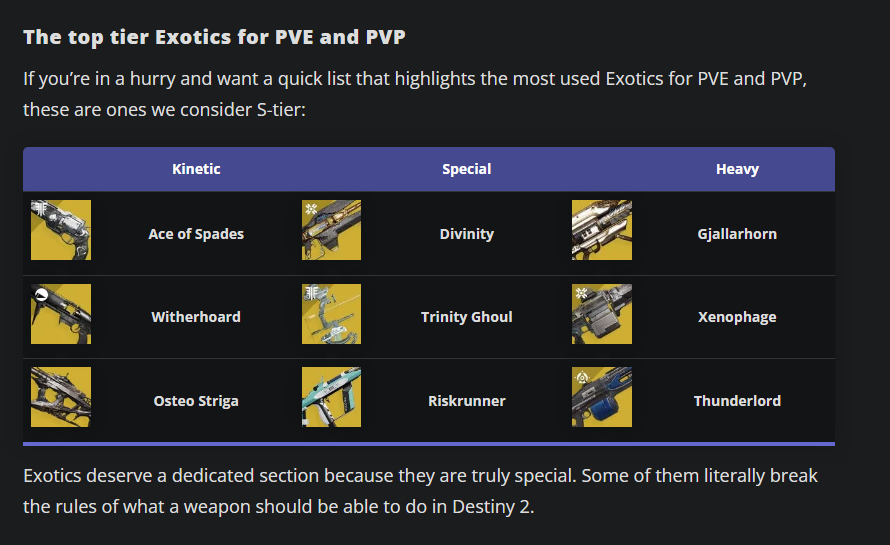 The top tier Exotics for PVE and PVP
If you’re in a hurry and want a quick list that highlights the most used Exotics for PVE and PVP,
these are ones we consider S-tier:
Kinetic Special Heavy
Ace of Spades Divinity Gjallarhorn
Witherhoard Trinity Ghoul Xenophage
Osteo Striga Riskrunner Thunderlord
Exotics deserve a dedicated section because they are truly special. Some of them literally break
the rules of what a weapon should be able to do in Destiny 2.